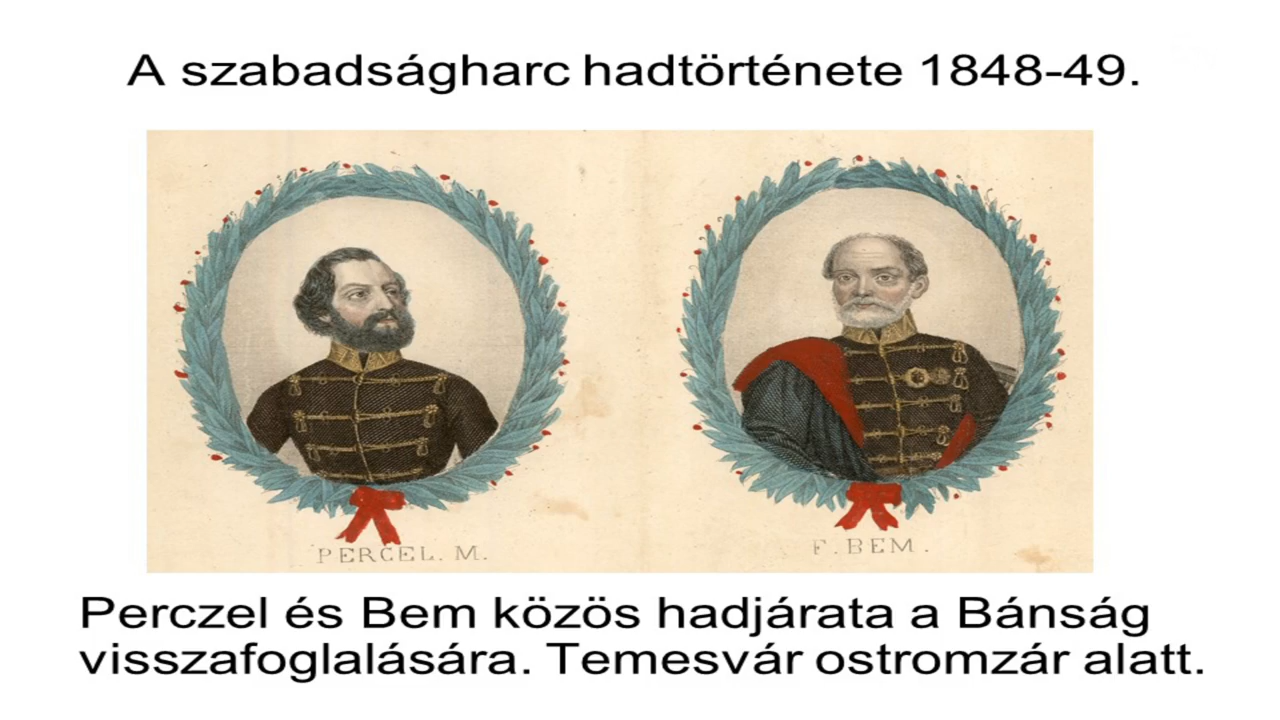 A szabadságharc hadtörténete 1848-49.
PERCEL. M.
F. BEM.
Perczel és Bem közös hadjárata a Bánság
visszafoglalására. Temesvár ostromzár alatt.